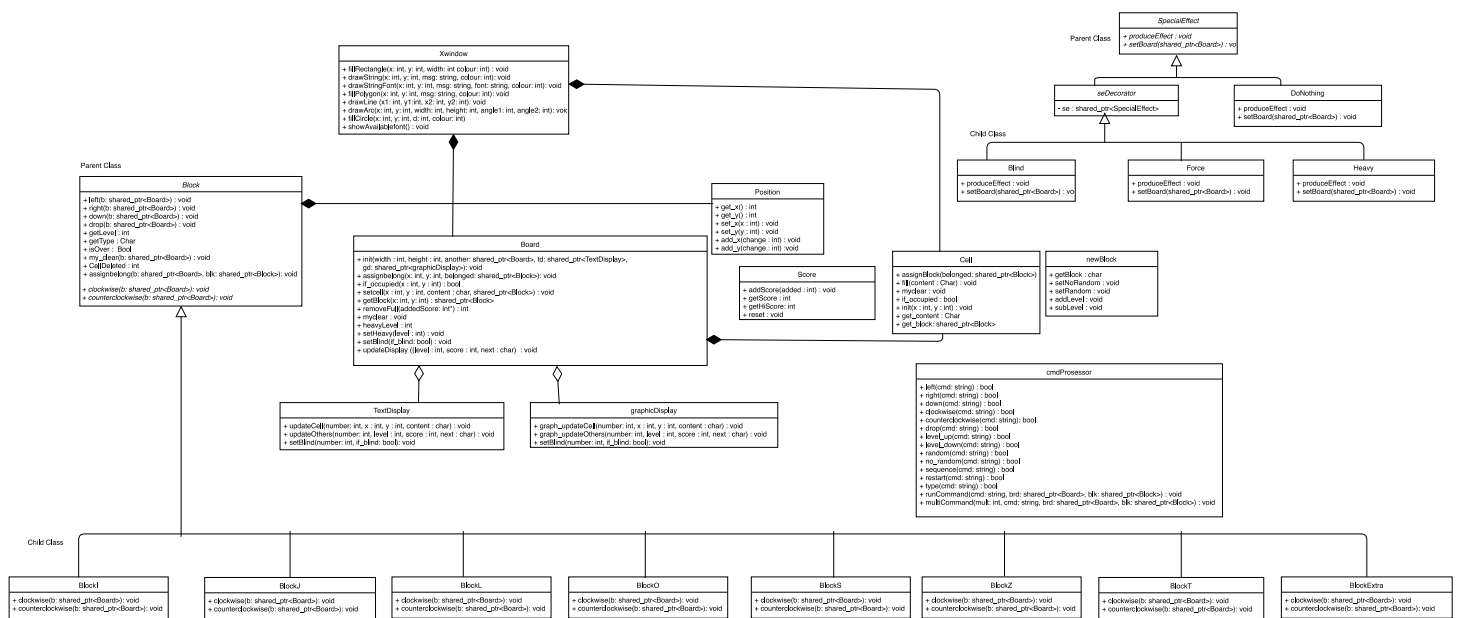 SpecialEffect
+ produceEffect : void
+ setBoard(shared_ptr<Board>) : vo
Parent Class
seDecorator
- se : shared_ptr<SpecialEffect>
DoNothing
+ produceEffect : void
+ setBoard(shared_ptr<Board>) : void
Child Class
Blind
+ produceEffect : void
+ setBoard(shared_ptr<Board>) : vo
Force
+ produceEffect : void
+ setBoard(shared_ptr<Board>) : void
Heavy
+ produceEffect : void
+ setBoard(shared_ptr<Board>) : void
Xwindow
+ fillRectangle(x: int, y: int, width: int colour: int) : void
+ drawString(x: int, y: int, msg: string, colour: int) : void
+ drawStringFont(x: int, y: int, msg: string, font: string, colour: int): void
+ fillPolygon(x: int, y: int, msg: string, colour: int): void
+ drawLine (x1: int, y1:int, x2: int, y2: int): void
+ drawArc(x: int, y: int, width: int, height: int, angle1: int, angle2: int): void
+ fillCircle(x: int, y: int, d: int, colour: int)
+ showAvailablefont() : void
Parent Class
Block
+ left(b: shared_ptr<Board>) : void
+ right(b: shared_ptr<Board>) : void
+ down(b: shared_ptr<Board>) : void
+ drop(b: shared_ptr<Board>) : void
+ getLevel : int
+ getType : Char
+ isOver : Bool
+ my_clear(b: shared_ptr<Board>) : void
+ CellDeleted : int
+ assignbelong(b: shared_ptr<Board>, blk: shared_ptr<Block>): void
+ clockwise(b: shared_ptr<Board>) : void
+ counterclockwise(b: shared_ptr<Board>) : void
Position
+ get_x() : int
+ get_y() : int
+ set_x(x : int) : void
+ set_y(y : int) : void
+ add_x(change : int) : void
+ add_y(change : int) :void
Board
+ init(width : int, height : int, another: shared_ptr<Board>, td: shared_ptr<TextDisplay>,
gd: shared_ptr<graphicDisplay>): void
+ assignbelong(x: int, y: int, belonged: shared_ptr<Block>): void
+ if_occupied(x : int, y : int) : bool
+ setcell(x : int, y : int, content : char, shared_ptr<Block>) : void
+ getBlock(x: int, y: int) : shared_ptr<Block>
+ removeFull(addedScore: int*) : int
+ myclear : void
+ heavyLevel : int
+ setHeavy(level : int) : void
+ setBlind(if_blind: bool) : void
+ updateDisplay ((level : int, score : int, next : char) : void
Score
+ addScore(added : int) : void
+ getScore : int
+ getHiScore: int
+ reset : void
Cell
+ assignBlock(belonged: shared_ptr<Block>)
+ fill(content : Char) : void
+ myclear : void
+ if_occupied : bool
+ init(x : int, y : int) : void
+ get_content : Char
+ get_block: shared_ptr<Block>
newBlock
+ getBlock : char
+ setNoRandom : void
+ setRandom : void
+ addLevel : void
+ subLevel : void
TextDisplay
+ updateCell(number: int, x : int, y : int, content : char) : void
+ updateOthers(number: int, level : int, score : int, next : char) : void
+ setBlind(number: int, if_blind: bool): void
graphicDisplay
+ graph_updateCell(number: int, x : int, y : int, content : char) : void
+ graph_updateOthers(number: int, level : int, score : int, next : char) : void
+ setBlind(number: int, if_blind: bool): void
cmdProsessor
+ left(cmd: string) : bool
+ right(cmd: string) : bool
+ down(cmd: string) : bool
+ clockwise(cmd: string) : bool
+ counterclockwise(cmd: string): bool
+ drop(cmd: string) : bool
+ level_up(cmd: string) : bool
+ level_down(cmd: string) : bool
+ random(cmd: string) : bool
+ no_random(cmd: string) : bool
+ sequence(cmd: string) : bool
+ restart(cmd: string) : bool
+ type(cmd: string) : bool
+ runCommand(cmd: string, brd: shared_ptr<Board>, blk: shared_ptr<Block>) : void
+ multiCommand(mult: int, cmd: string, brd: shared_ptr<Board>, blk: shared_ptr<Block>) : void
Child Class
BlockI
+ clockwise(b: shared_ptr<Board>): void
+ counterclockwise(b: shared_ptr<Board>): void
BlockJ
+ clockwise(b: shared_ptr<Board>): void
+ counterclockwise(b: shared_ptr<Board>): void
BlockL
+ clockwise(b: shared_ptr<Board>): void
+ counterclockwise(b: shared_ptr<Board>): void
BlockO
+ clockwise(b: shared_ptr<Board>): void
+ counterclockwise(b: shared_ptr<Board>): void
BlockS
+ clockwise(b: shared_ptr<Board>): void
+ counterclockwise(b: shared_ptr<Board>): void
BlockZ
+ clockwise(b: shared_ptr<Board>): void
+ counterclockwise(b: shared_ptr<Board>): void
BlockT
+ clockwise(b: shared_ptr<Board>): void
+ counterclockwise(b: shared_ptr<Board>): void
BlockExtra
+ clockwise(b: shared_ptr<Board>): void
+ counterclockwise(b: shared_ptr<Board>): void